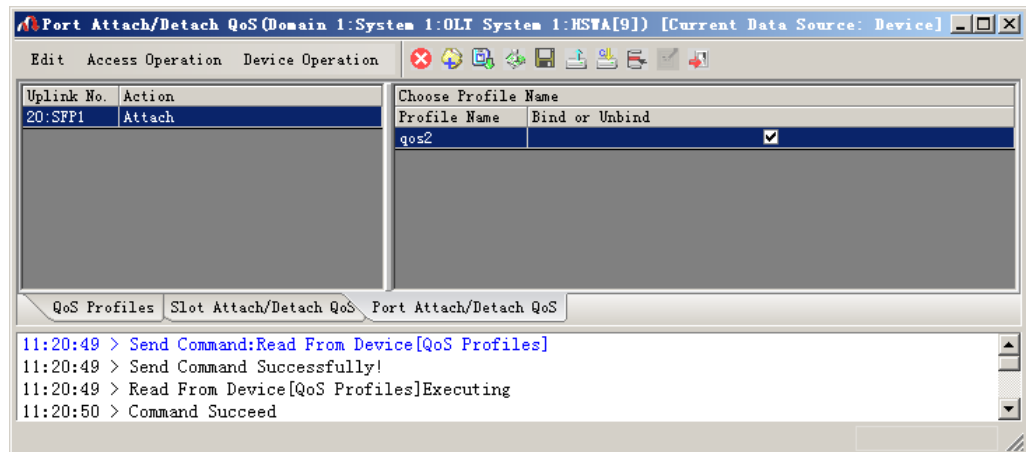 Port Attach/Detach QoS(Domain 1:System 1:OLT System 1:HSWA[9]) [Current Data Source: Device]
Edit Access Operation Device Operation
Uplink No. Action
20:SFP1 Attach
Choose Profile Name
Profile Name Bind or Unbind
qos2
QoS Profiles Slot Attach/Detach QoS Port Attach/Detach QoS
11:20:49 > Send Command:Read From Device[QoS Profiles]
11:20:49 > Send Command Successfully!
11:20:49 > Read From Device[QoS Profiles]Executing
11:20:50 > Command Succeed